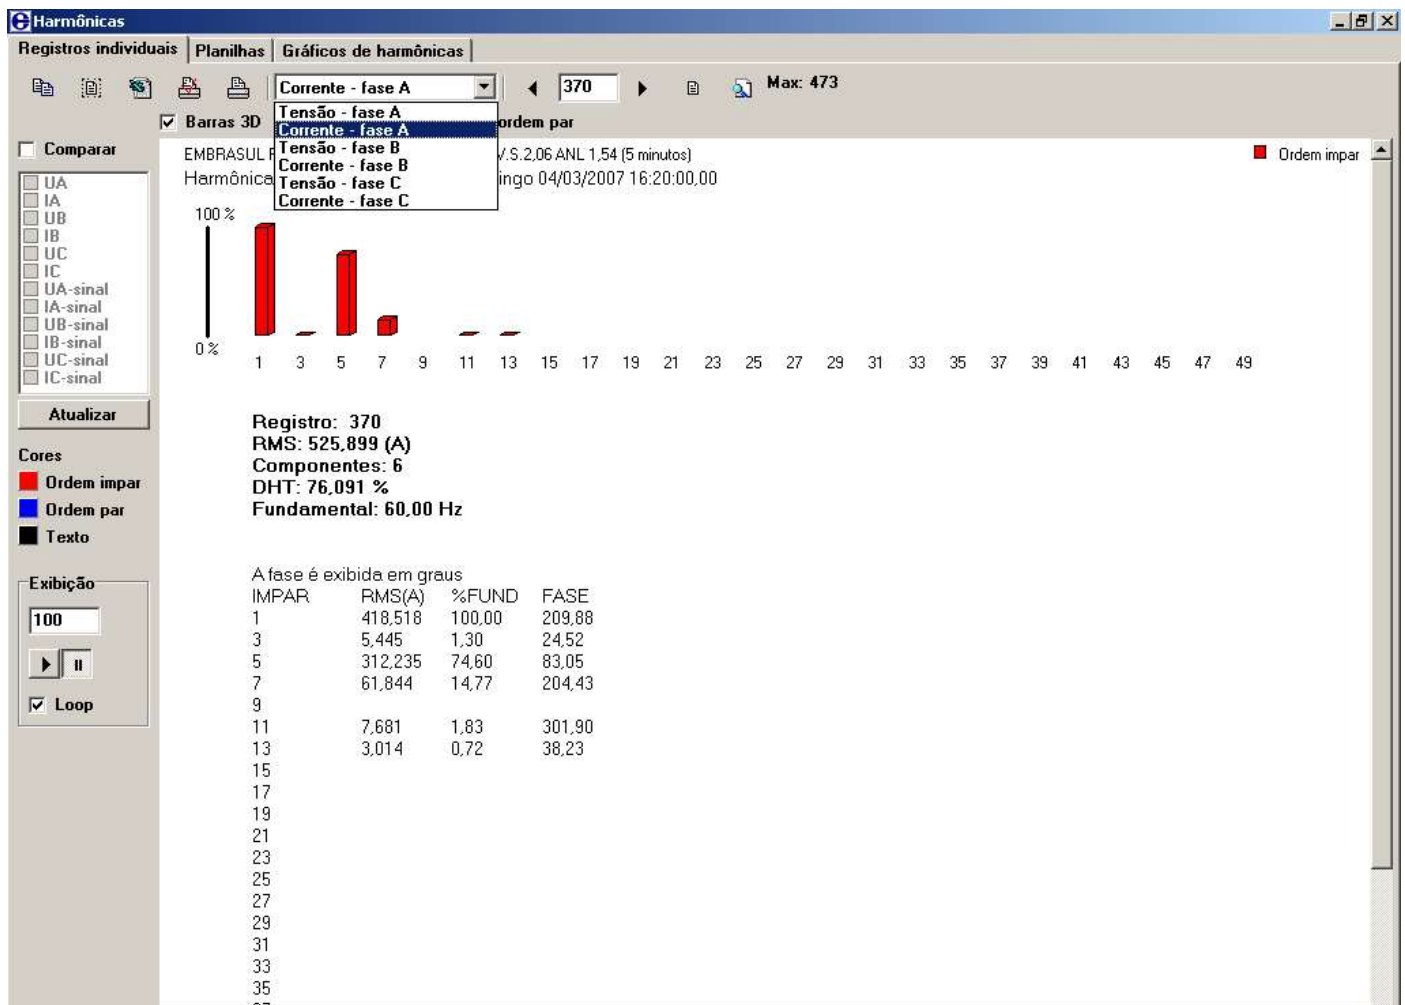 Harmônicas
Registros individuais Planilhas Gráficos de harmônicas
Corrente - fase A 370 Max: 473
Tensão - fase A
Corrente - fase A
Tensão - fase B
Corrente - fase B
Tensão - fase C
Corrente - fase C
Barras 3D ordem par
Comparar
UA
IA
UB
IB
UC
IC
UA-sinal
IA-sinal
UB-sinal
IB-sinal
UC-sinal
IC-sinal
Atualizar
Cores
Ordem impar
Ordem par
Texto
Exibição
100
Loop
EMBRASUL V.S.2,06 ANL 1,54 (5 minutos)
Ordem impar
Harmônica ingo 04/03/2007 16:20:00,00
100 %
0 %
1 3 5 7 9 11 13 15 17 19 21 23 25 27 29 31 33 35 37 39 41 43 45 47 49
Registro: 370
RMS: 525,899 (A)
Componentes: 6
DHT: 76,091 %
Fundamental: 60,00 Hz
A fase é exibida em graus
IMPAR RMS(A) %FUND FASE
1 418,518 100,00 209,88
3 5,445 1,30 24,52
5 312,235 74,60 83,05
7 61,844 14,77 204,43
9
11 7,681 1,83 301,90
13 3,014 0,72 38,23
15
17
19
21
23
25
27
29
31
33
35